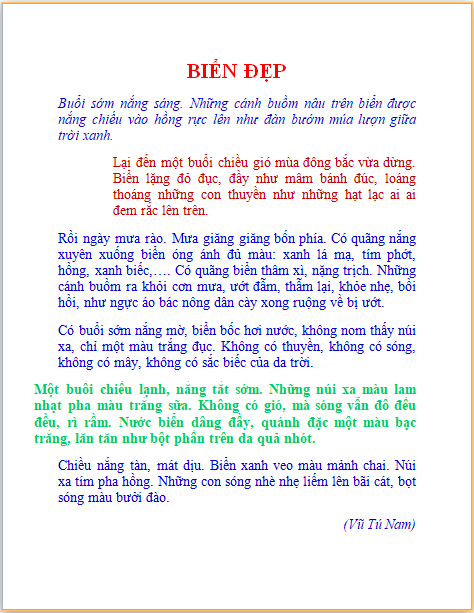 BIỂN ĐẸP
Buổi sớm nắng sáng. Những cánh buồm nâu trên biển được
nắng chiếu vào hồng rực lên như đàn bướm múa lượn giữa
trời xanh.
Lại đến một buổi chiều gió mùa đông bắc vừa dừng.
Biển lặng đỏ đục, đầy như mâm bánh đúc, loáng
thoáng những con thuyền như những hạt lạc ai ai
đem rắc lên trên.
Rồi ngày mưa rào. Mưa giăng giăng bốn phía. Có quãng nắng
xuyên xuống biển óng ánh đủ màu: xanh lá mạ, tím phớt,
hồng, xanh biếc,…. Có quãng biển thâm xì, nặng trịch. Những
cánh buồm ra khỏi cơn mưa, ướt đẫm, thẫm lại, khỏe nhẹ, bồi
hồi, như ngực áo bác nông dân cày xong ruộng về bị ướt.
Có buổi sớm nắng mờ, biển bốc hơi nước, không nom thấy núi
xa, chỉ một màu trắng đục. Không có thuyền, không có sóng,
không có mây, không có sắc biếc của da trời.
Một buổi chiều lạnh, nắng tắt sớm. Những núi xa màu lam
nhạt pha màu trắng sữa. Không có gió, mà sóng vẫn đổ đều
đều, rì rầm. Nước biển dâng đầy, quánh đặc một màu bạc
trắng, lăn tăn như bột phấn trên da quả nhót.
Chiều nắng tàn, mát dịu. Biển xanh veo màu mảnh chai. Núi
xa tím pha hồng. Những con sóng nhè nhẹ liếm lên bãi cát, bọt
sóng màu bưởi đào.
(Vũ Tú Nam)